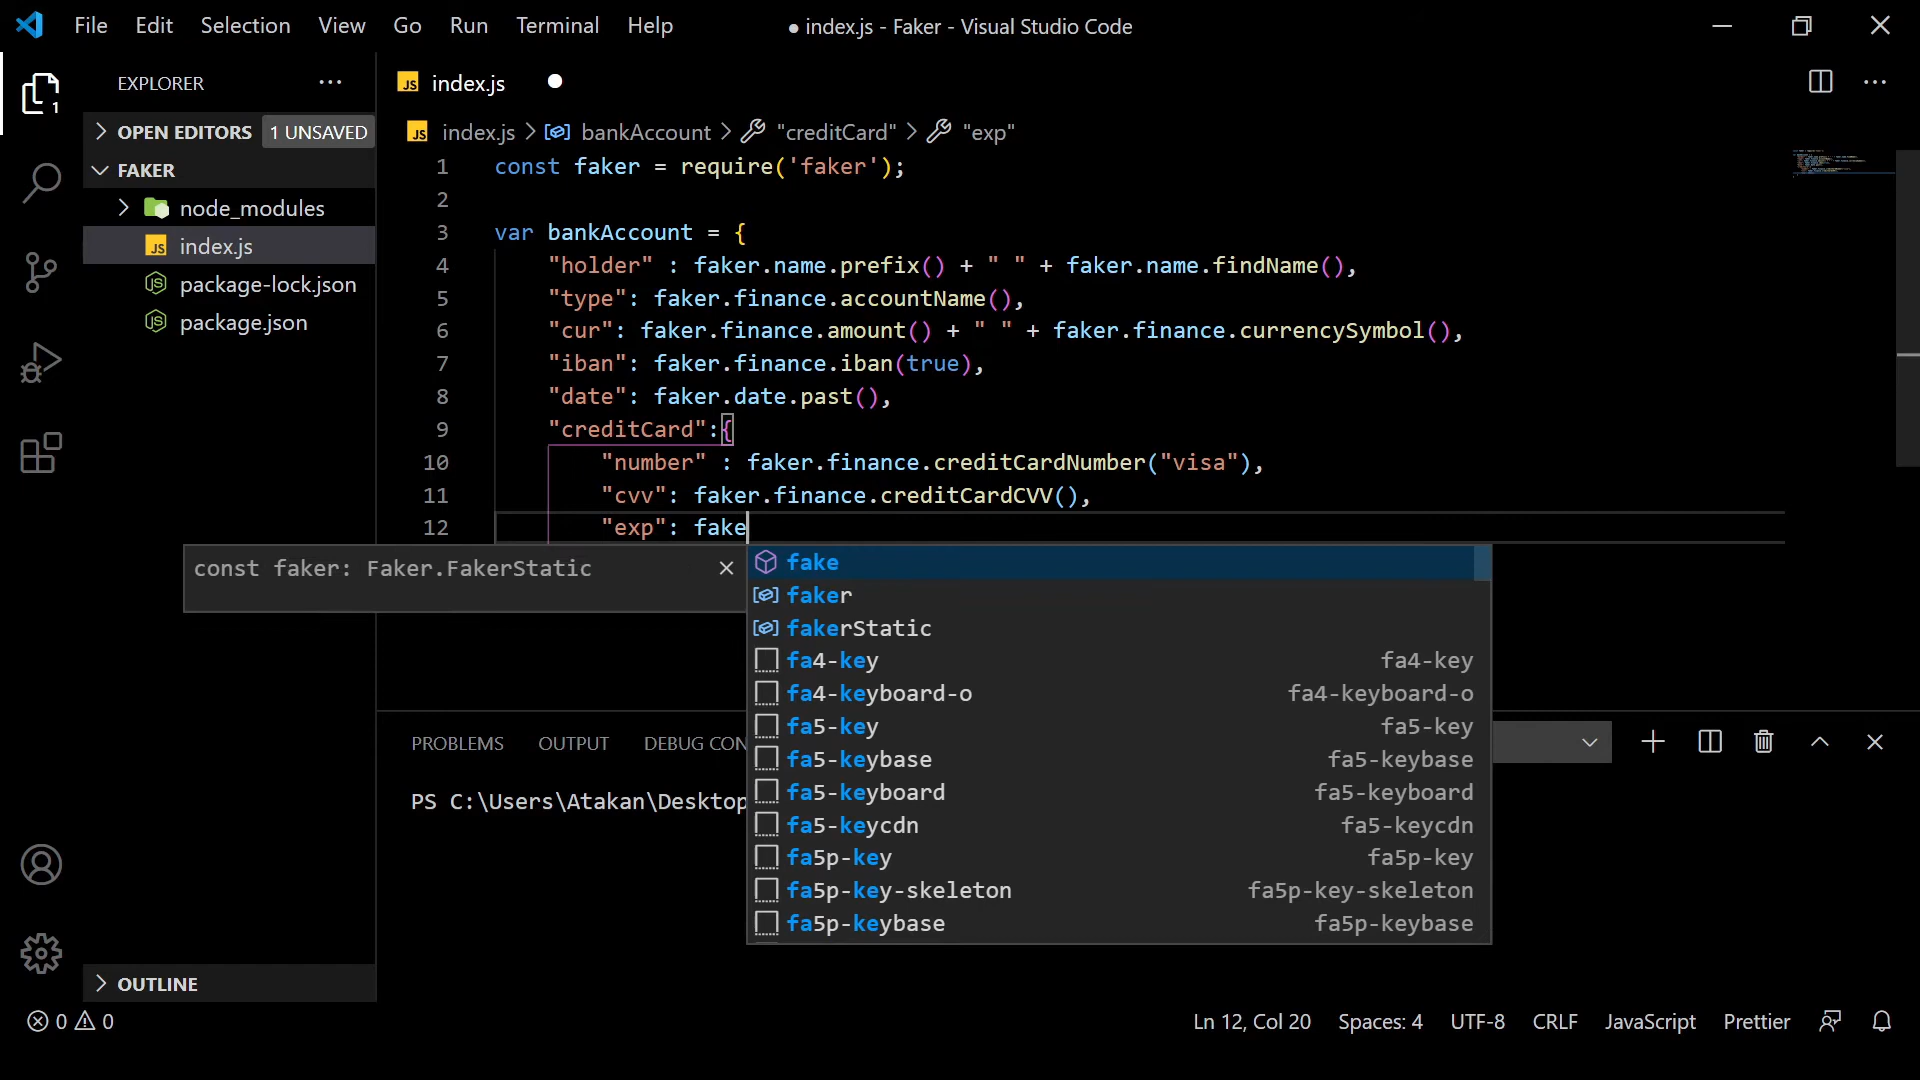 File Edit Selection View Go Run Terminal Help ● index.js - Faker - Visual Studio Code
EXPLORER
1
OPEN EDITORS 1 UNSAVED
FAKER
node_modules
JS index.js
package-lock.json
package.json
OUTLINE
JS index.js
JS index.js > bankAccount > "creditCard" > "exp"
1 const faker = require('faker');
2
3 var bankAccount = {
4 "holder" : faker.name.prefix() + " " + faker.name.findName(),
5 "type": faker.finance.accountName(),
6 "cur": faker.finance.amount() + " " + faker.finance.currencySymbol(),
7 "iban": faker.finance.iban(true),
8 "date": faker.date.past(),
9 "creditCard":{
10 "number" : faker.finance.creditCardNumber("visa"),
11 "cvv": faker.finance.creditCardCVV(),
12 "exp": fake
const faker: Faker.FakerStatic
fake
faker
fakerStatic
fa4-key fa4-key
fa4-keyboard-o fa4-keyboard-o
fa5-key fa5-key
fa5-keybase fa5-keybase
fa5-keyboard fa5-keyboard
fa5-keycdn fa5-keycdn
fa5p-key fa5p-key
fa5p-key-skeleton fa5p-key-skeleton
fa5p-keybase fa5p-keybase
PROBLEMS OUTPUT DEBUG CON
PS C:\Users\Atakan\Desktop
0 0 Ln 12, Col 20 Spaces: 4 UTF-8 CRLF JavaScript Prettier